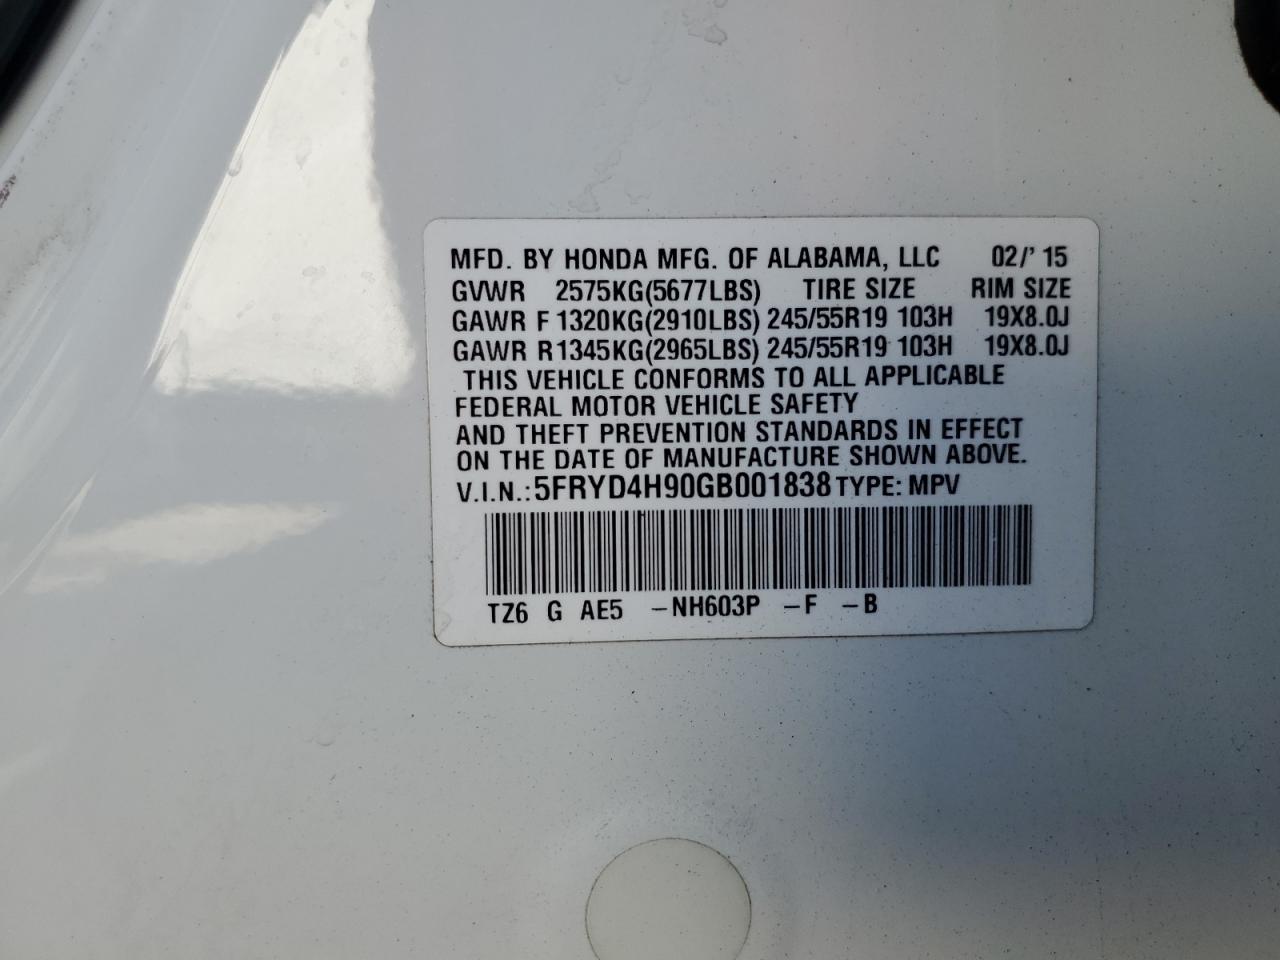 MFD. BY HONDA MFG. OF ALABAMA, LLC 02/'15
GVWR 2575KG(5677LBS) TIRE SIZE RIM SIZE
GAWR F 1320KG(2910LBS) 245/55R19 103H 19X8.0J
GAWR R 1345KG(2965LBS) 245/55R19 103H 19X8.0J
THIS VEHICLE CONFORMS TO ALL APPLICABLE
FEDERAL MOTOR VEHICLE SAFETY
AND THEFT PREVENTION STANDARDS IN EFFECT
ON THE DATE OF MANUFACTURE SHOWN ABOVE.
V.I.N.: 5FRYD4H90GB001838 TYPE: MPV
TZ6 G AE5 -NH603P -F -B